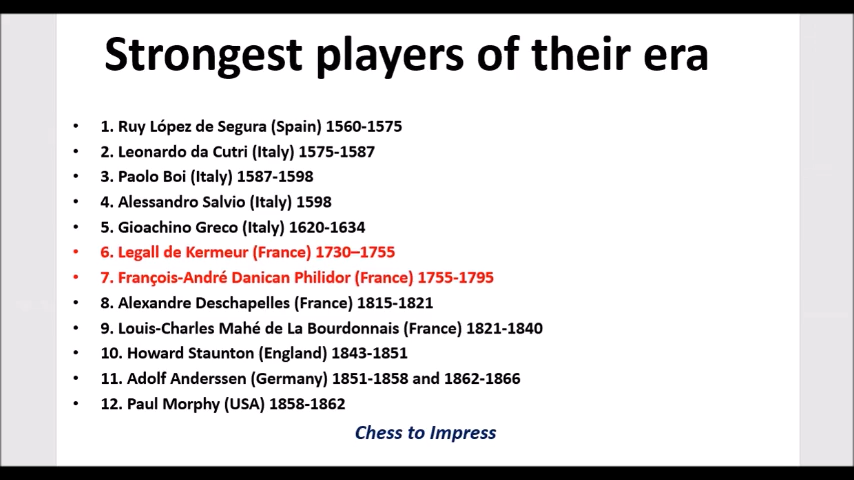 Strongest players of their era
• 1. Ruy López de Segura (Spain) 1560-1575
• 2. Leonardo da Cutri (Italy) 1575-1587
• 3. Paolo Boi (Italy) 1587-1598
• 4. Alessandro Salvio (Italy) 1598
• 5. Gioachino Greco (Italy) 1620-1634
• 6. Legall de Kermeur (France) 1730–1755
• 7. François-André Danican Philidor (France) 1755-1795
• 8. Alexandre Deschapelles (France) 1815-1821
• 9. Louis-Charles Mahé de La Bourdonnais (France) 1821-1840
• 10. Howard Staunton (England) 1843-1851
• 11. Adolf Anderssen (Germany) 1851-1858 and 1862-1866
• 12. Paul Morphy (USA) 1858-1862
Chess to Impress